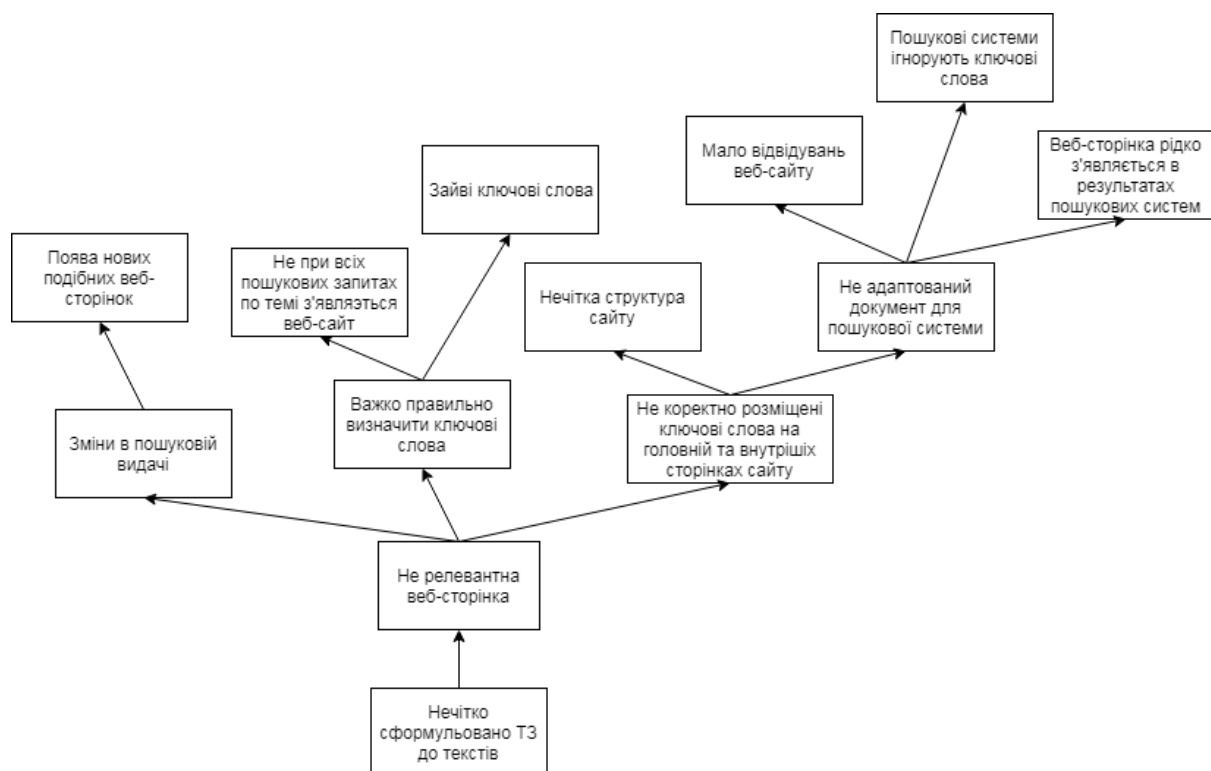 Пошукові системи
ігнорують ключові
слова
Мало відвідувань
веб-сайту
Веб-сторінка рідко
з'являється в
результатах
пошукових систем
Зайві ключові слова
Поява нових
подібних веб-
сторінок
Не при всіх
пошукових запитах
по темі з'являяэться
веб-сайт
Нечітка структура
сайту
Не адаптований
документ для
пошукової системи
Зміни в пошуковій
видачі
Важко правильно
визначити ключові
слова
Не коректно розміщені
ключові слова на
головній та внутрішіх
сторінках сайту
Не релевантна
веб-сторінка
Нечітко
сформульовано ТЗ
до текстів